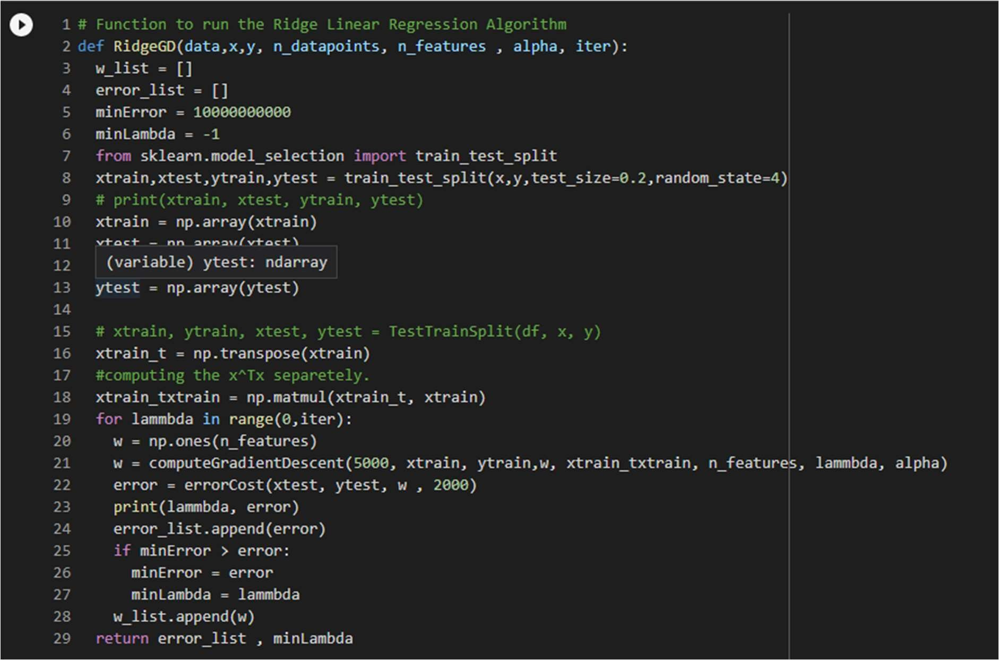 1 # Function to run the Ridge Linear Regression Algorithm
2 def RidgeGD(data,x,y, n_datapoints, n_features , alpha, iter):
3   w_list = []
4   error_list = []
5   minError = 10000000000
6   minLambda = -1
7   from sklearn.model_selection import train_test_split
8   xtrain,xtest,ytrain,ytest = train_test_split(x,y,test_size=0.2,random_state=4)
9   # print(xtrain, xtest, ytrain, ytest)
10   xtrain = np.array(xtrain)
11   xtest = np.array(xtest)
12   (variable) ytest: ndarray
13   ytest = np.array(ytest)
14
15   # xtrain, ytrain, xtest, ytest = TestTrainSplit(df, x, y)
16   xtrain_t = np.transpose(xtrain)
17   #computing the x^Tx separetely.
18   xtrain_txtrain = np.matmul(xtrain_t, xtrain)
19   for lammbda in range(0,iter):
20     w = np.ones(n_features)
21     w = computeGradientDescent(5000, xtrain, ytrain,w, xtrain_txtrain, n_features, lammbda, alpha)
22     error = errorCost(xtest, ytest, w , 2000)
23     print(lammbda, error)
24     error_list.append(error)
25     if minError > error:
26       minError = error
27       minLambda = lammbda
28     w_list.append(w)
29   return error_list , minLambda